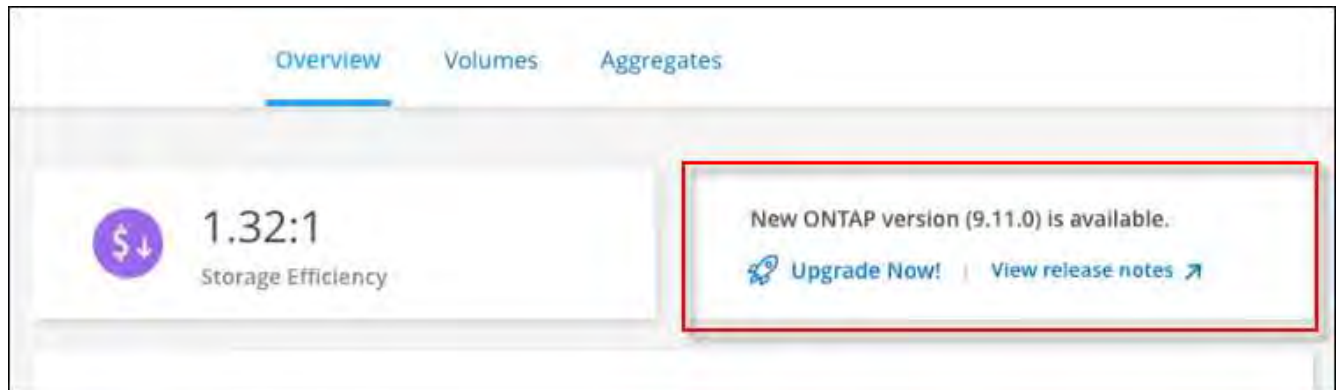 Overview Volumes Aggregates
1.32:1
Storage Efficiency
New ONTAP version (9.11.0) is available.
Upgrade Now! | View release notes